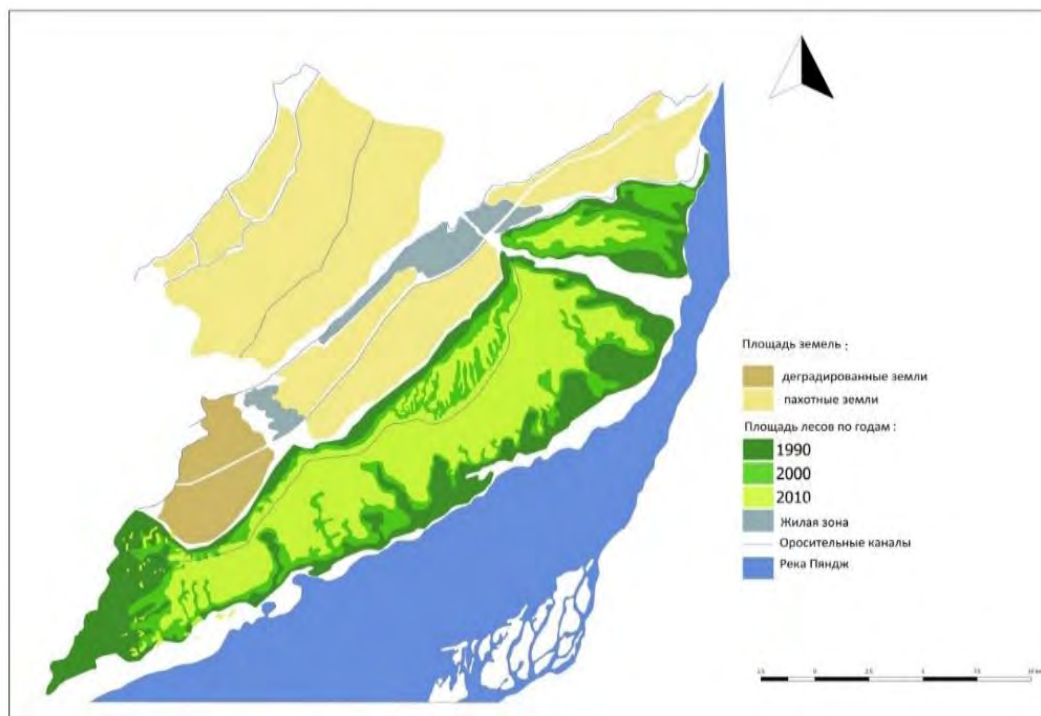 Площадь земель :
деградированные земли
пахотные земли
Площадь лесов по годам :
1990
2000
2010
Жилая зона
Оросительные каналы
Река Пяндж